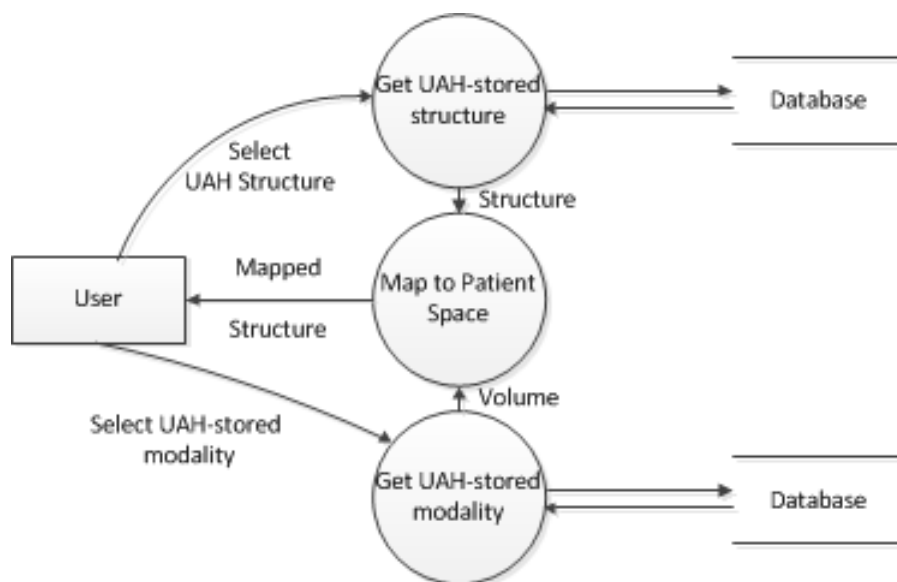 Get UAH-stored
structure
Database
Select
UAH Structure
Structure
Mapped
User
Map to Patient
Space
Structure
Volume
Select UAH-stored
modality
Get UAH-stored
modality
Database